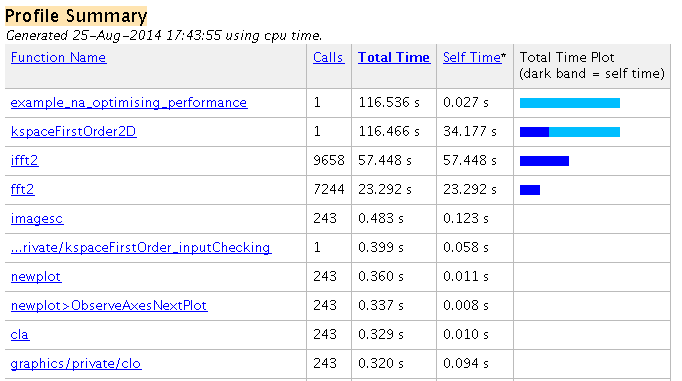 Profile Summary
Generated 25-Aug-2014 17:43:55 using cpu time.
Function Name Calls Total Time Self Time* Total Time Plot
(dark band = self time)
example_na_optimising_performance 1 116.536 s 0.027 s
kspaceFirstOrder2D 1 116.466 s 34.177 s
ifft2 9658 57.448 s 57.448 s
fft2 7244 23.292 s 23.292 s
imagesc 243 0.483 s 0.123 s
...rivate/kspaceFirstOrder_inputChecking 1 0.399 s 0.058 s
newplot 243 0.360 s 0.011 s
newplot>ObserveAxesNextPlot 243 0.337 s 0.008 s
cla 243 0.329 s 0.010 s
graphics/private/clo 243 0.320 s 0.094 s